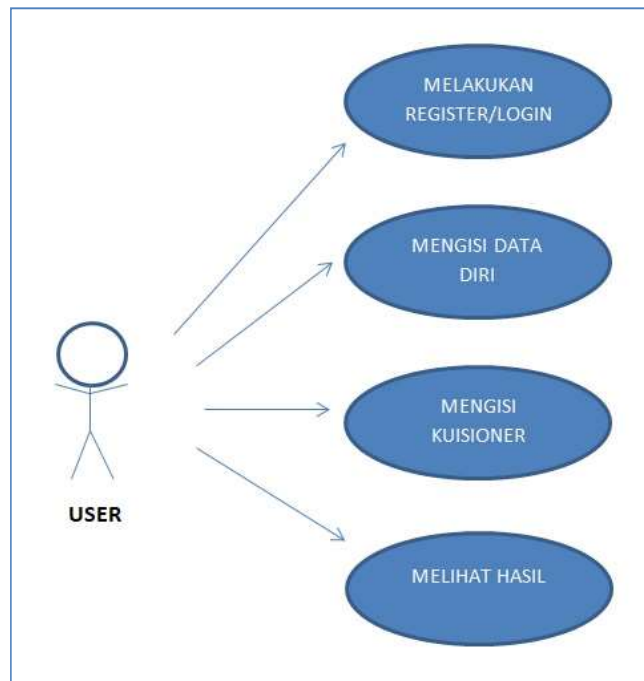 MELAKUKAN
REGISTER/LOGIN
MENGISI DATA
DIRI
MENGISI
KUISIONER
USER
MELIHAT HASIL